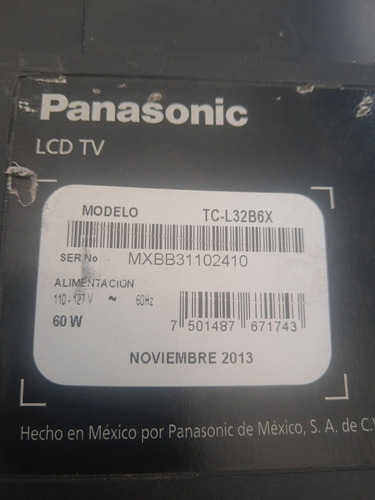 Panasonic
LCD TV
MODELO TC-L32B6X
SER No MXBB31102410
ALIMENTACION
110 - 127 V ~ 60Hz
60 W
7 501487 671743
NOVIEMBRE 2013
Hecho en México por Panasonic de México, S. A. de C.V